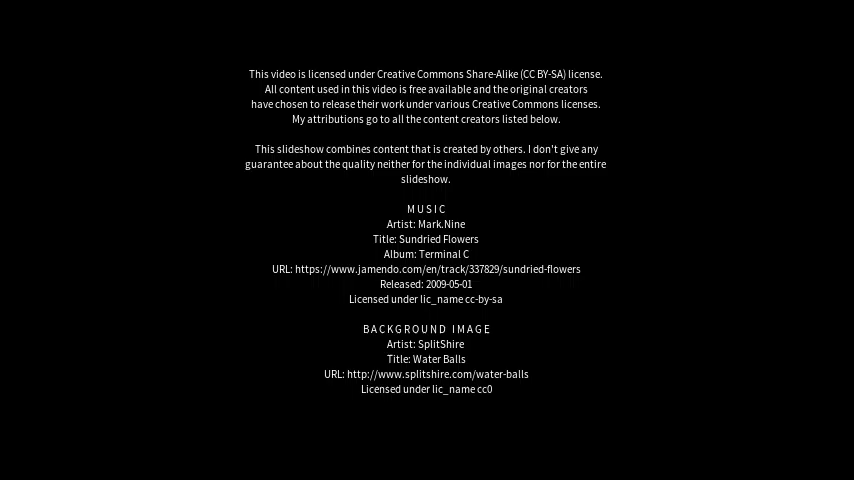 This video is licensed under Creative Commons Share-Alike (CC BY-SA) license.
All content used in this video is free available and the original creators
have chosen to release their work under various Creative Commons licenses.
My attributions go to all the content creators listed below.
This slideshow combines content that is created by others. I don't give any
guarantee about the quality neither for the individual images nor for the entire
slideshow.
MUSIC
Artist: Mark.Nine
Title: Sundried Flowers
Album: Terminal C
URL: https://www.jamendo.com/en/track/337829/sundried-flowers
Released: 2009-05-01
Licensed under lic_name cc-by-sa
BACKGROUND IMAGE
Artist: SplitShire
Title: Water Balls
URL: http://www.splitshire.com/water-balls
Licensed under lic_name cc0